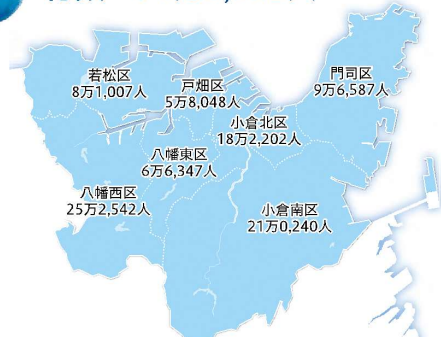 若松区
8万1,007人
戸畑区
5万8,048人
門司区
9万6,587人
小倉北区
18万2,202人
八幡東区
6万6,347人
八幡西区
25万2,542人
小倉南区
21万0,240人